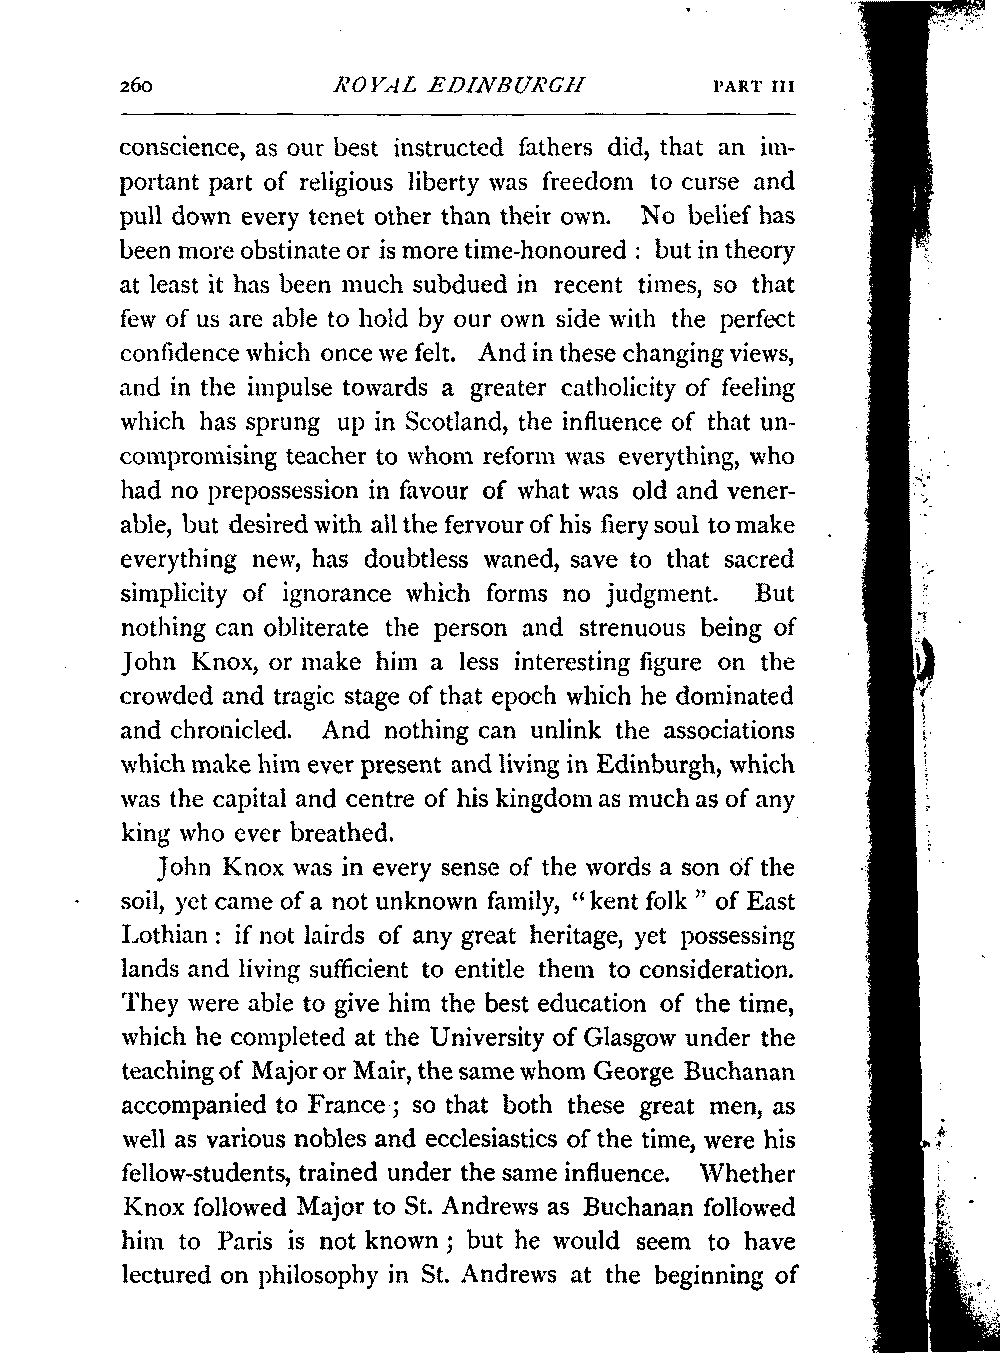 260 ROYAL EDINBURGH PART III
conscience, as our best instructed fathers did, that an im-
portant part of religious liberty was freedom to curse and
pull down every tenet other than their own. No belief has
been more obstinate or is more time-honoured : but in theory
at least it has been much subdued in recent times, so that
few of us are able to hold by our own side with the perfect
confidence which once we felt. And in these changing views,
and in the impulse towards a greater catholicity of feeling
which has sprung up in Scotland, the influence of that un-
compromising teacher to whom reform was everything, who
had no prepossession in favour of what was old and vener-
able, but desired with all the fervour of his fiery soul to make
everything new, has doubtless waned, save to that sacred
simplicity of ignorance which forms no judgment. But
nothing can obliterate the person and strenuous being of
John Knox, or make him a less interesting figure on the
crowded and tragic stage of that epoch which he dominated
and chronicled. And nothing can unlink the associations
which make him ever present and living in Edinburgh, which
was the capital and centre of his kingdom as much as of any
king who ever breathed.
John Knox was in every sense of the words a son of the
soil, yet came of a not unknown family, “kent folk” of East
Lothian : if not lairds of any great heritage, yet possessing
lands and living sufficient to entitle them to consideration.
They were able to give him the best education of the time,
which he completed at the University of Glasgow under the
teaching of Major or Mair, the same whom George Buchanan
accompanied to France ; so that both these great men, as
well as various nobles and ecclesiastics of the time, were his
fellow-students, trained under the same influence. Whether
Knox followed Major to St. Andrews as Buchanan followed
him to Paris is not known ; but he would seem to have
lectured on philosophy in St. Andrews at the beginning of